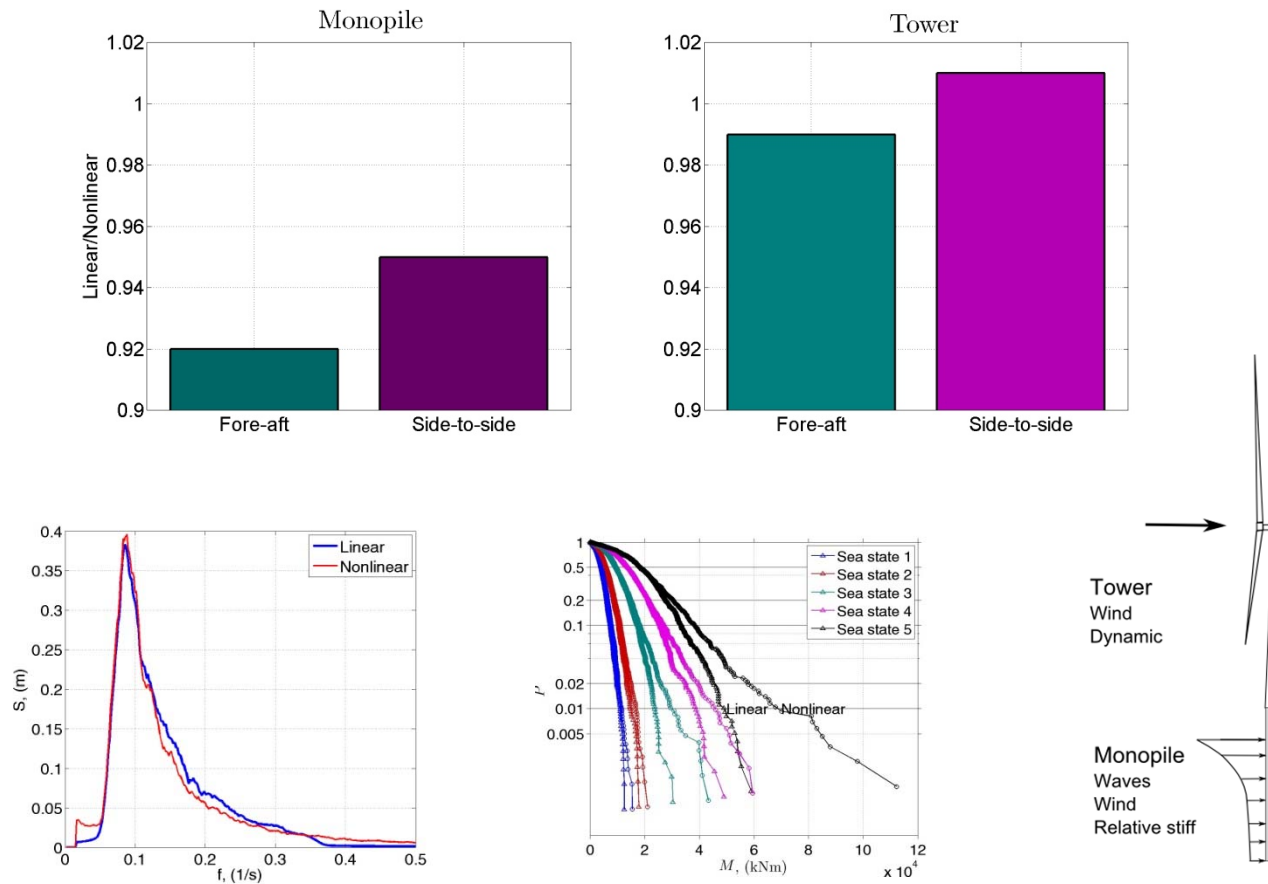 Monopile
1.02
1
0.98
0.96
0.94
0.92
0.9
Linear/Nonlinear
Fore-aft
Side-to-side
Tower
1.02
1
0.98
0.96
0.94
0.92
0.9
Fore-aft
Side-to-side
0.4
0.35
0.3
0.25
0.2
0.15
0.1
0.05
0
S, (m)
Linear
Nonlinear
0
0.1
0.2
0.3
0.4
0.5
f, (1/s)
1
0.5
0.2
0.1
0.02
0.01
0.005
P
Sea state 1
Sea state 2
Sea state 3
Sea state 4
Sea state 5
Linear
Nonlinear
0
2
4
6
8
10
12
M, (kNm)
x 10⁴
Tower
Wind
Dynamic
Monopile
Waves
Wind
Relative stiff